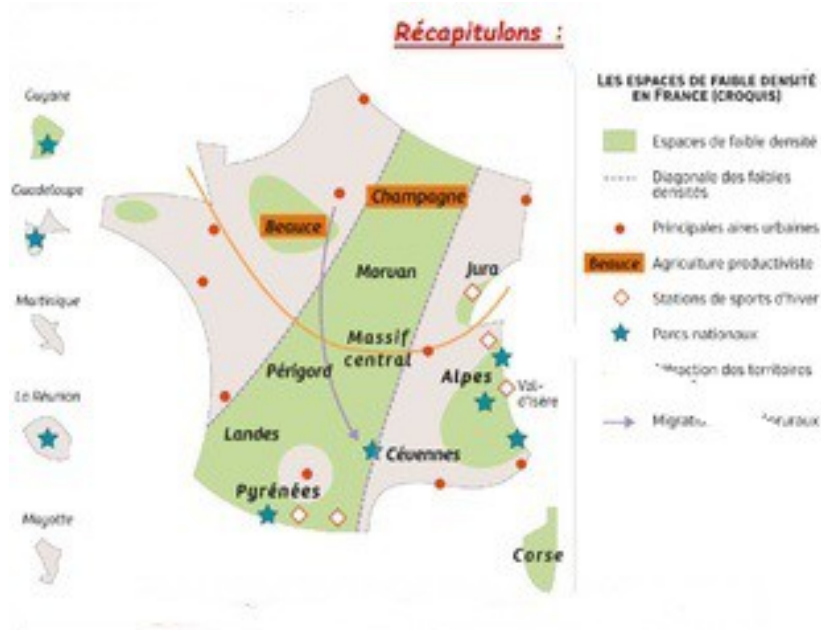 Récapitulons :
Guyane
Guadeloupe
Martinique
La Réunion
Mayotte
Champagne
Beauce
Morvan
Jura
Massif
central
Périgord
Alpes
Val-
d'Isère
Landes
Cévennes
Pyrénées
Corse
LES ESPACES DE FAIBLE DENSITÉ
EN FRANCE (CROQUIS)
Espaces de faible densité
Diagonale des faibles
densités
Principales aires urbaines
Beauce Agriculture productiviste
Stations de sports d'hiver
Parcs nationaux
des territoires